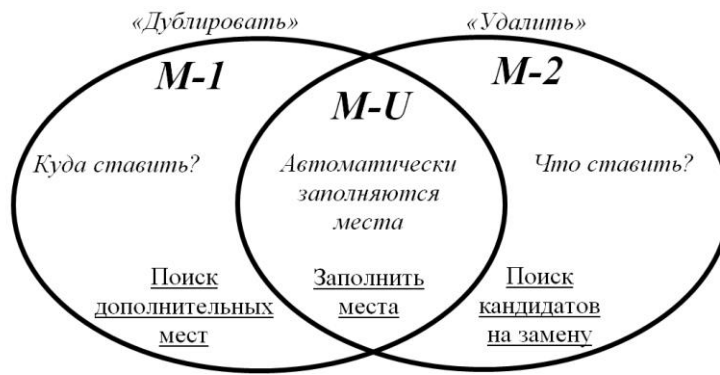 «Дублировать»
«Удалить»
М-1
М-U
М-2
Куда ставить?
Автоматически
заполняются
места
Что ставить?
Поиск
дополнительных
мест
Заполнить
места
Поиск
кандидатов
на замену